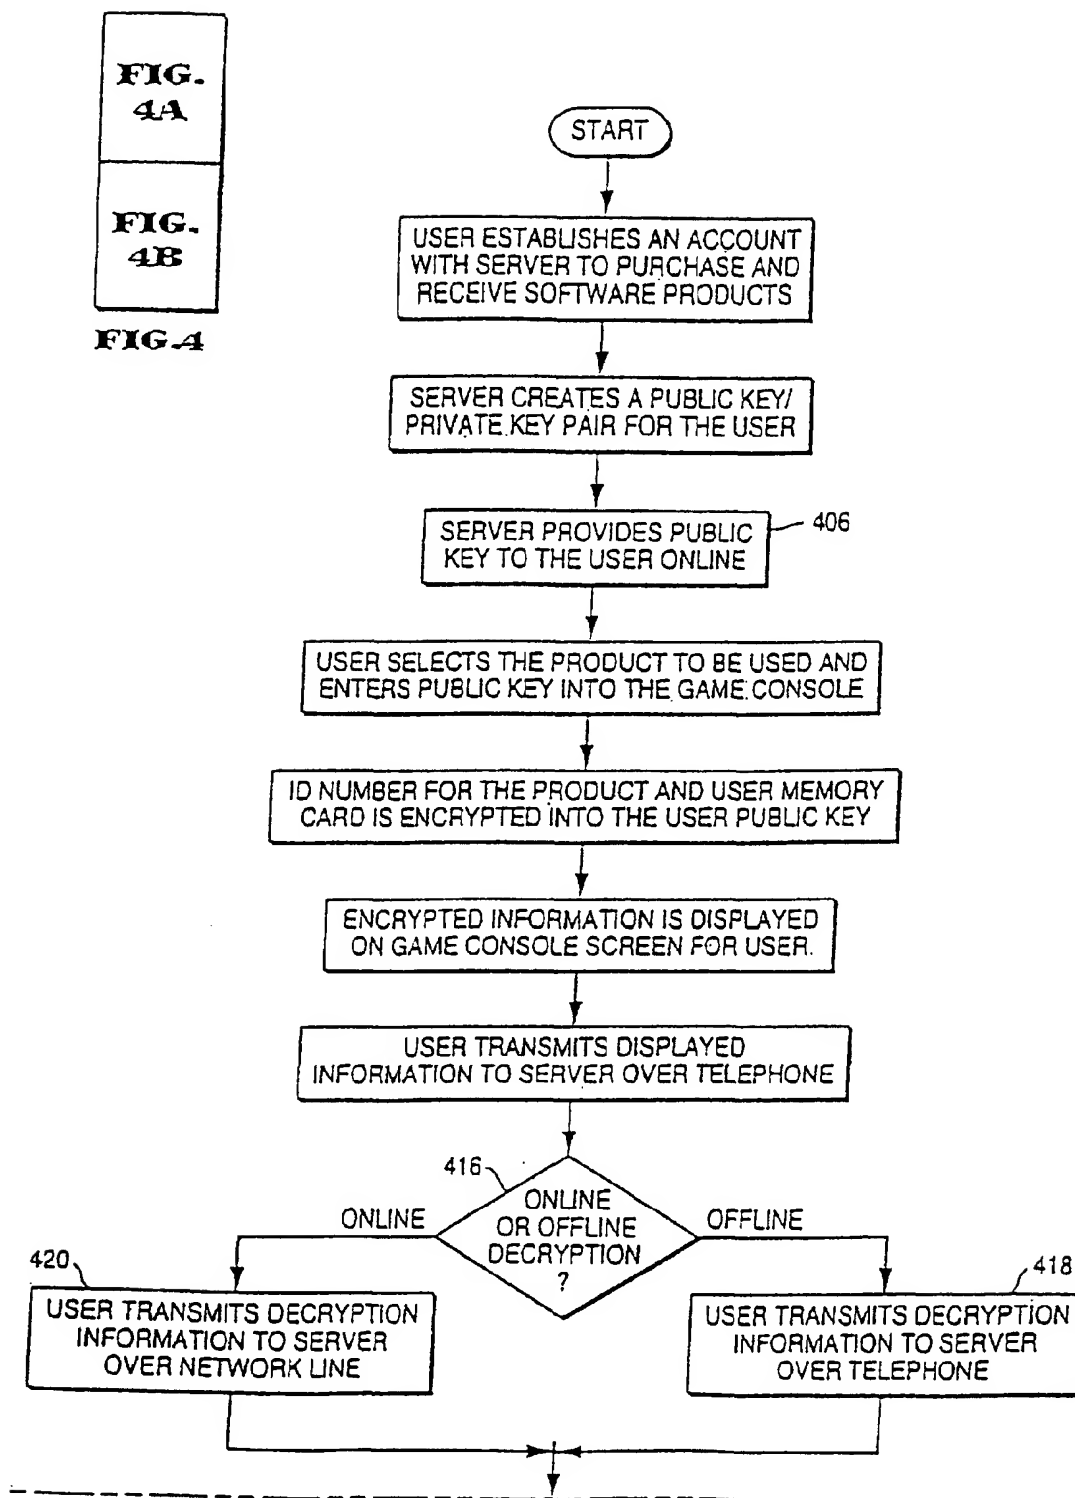 FIG.
4A
FIG.
4B
FIG.4
START
USER ESTABLISHES AN ACCOUNT
WITH SERVER TO PURCHASE AND
RECEIVE SOFTWARE PRODUCTS
SERVER CREATES A PUBLIC KEY/
PRIVATE KEY PAIR FOR THE USER
406
SERVER PROVIDES PUBLIC
KEY TO THE USER ONLINE
USER SELECTS THE PRODUCT TO BE USED AND
ENTERS PUBLIC KEY INTO THE GAME CONSOLE
ID NUMBER FOR THE PRODUCT AND USER MEMORY
CARD IS ENCRYPTED INTO THE USER PUBLIC KEY
ENCRYPTED INFORMATION IS DISPLAYED
ON GAME CONSOLE SCREEN FOR USER.
USER TRANSMITS DISPLAYED
INFORMATION TO SERVER OVER TELEPHONE
416
ONLINE
OR OFFLINE
DECRYPTION
?
ONLINE
OFFLINE
420
USER TRANSMITS DECRYPTION
INFORMATION TO SERVER
OVER NETWORK LINE
418
USER TRANSMITS DECRYPTION
INFORMATION TO SERVER
OVER TELEPHONE